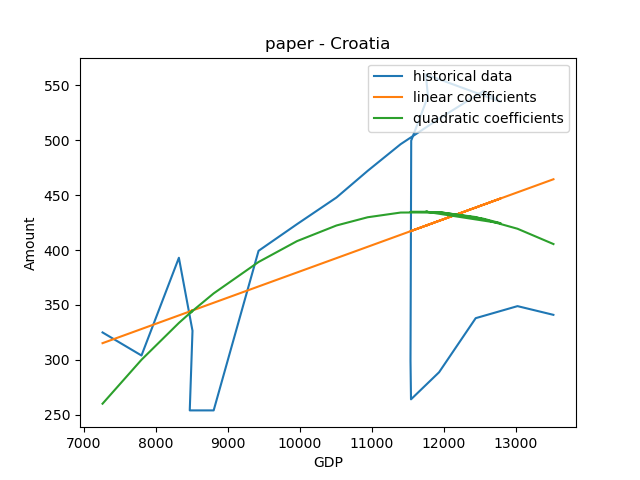 paper - Croatia
historical data
linear coefficients
quadratic coefficients
550
500
450
400
350
300
250
Amount
7000 8000 9000 10000 11000 12000 13000
GDP